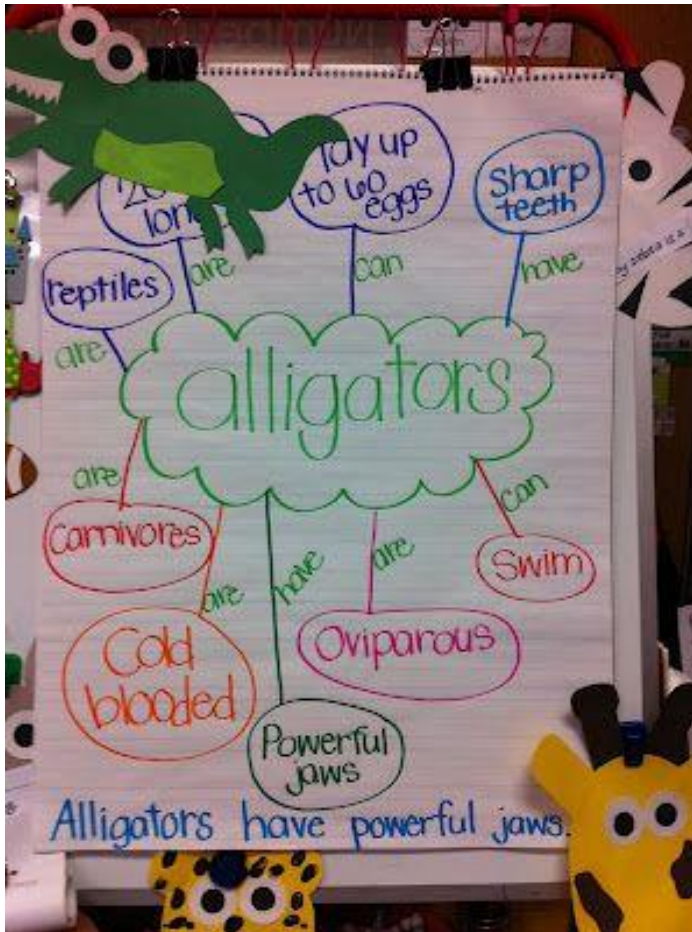 lay up
to 60
eggs
Sharp
teeth
are
can
have
reptiles
are
alligators
are
can
Carnivores
Swim
are
have
are
Cold
blooded
Oviparous
Powerful
jaws
Alligators have powerful jaws.